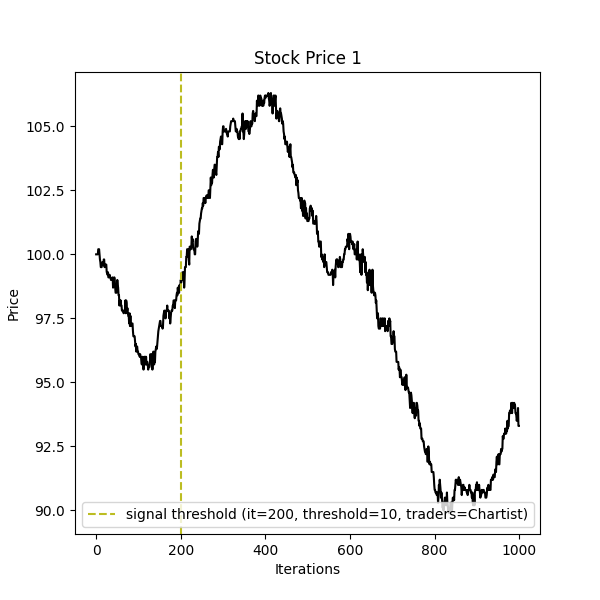 Stock Price 1
Price
105.0
102.5
100.0
97.5
95.0
92.5
90.0
signal threshold (it=200, threshold=10, traders=Chartist)
0 200 400 600 800 1000
Iterations